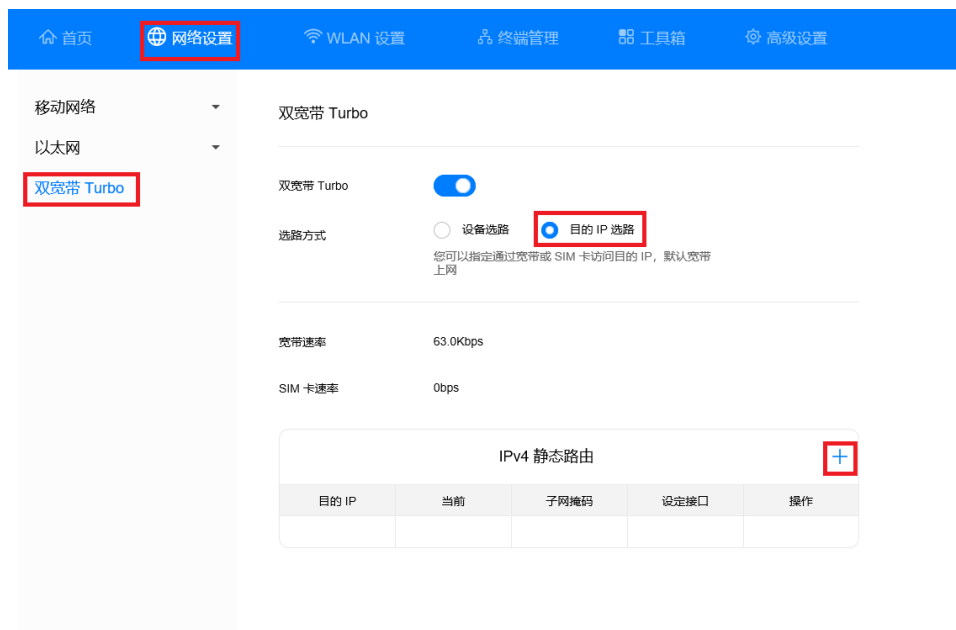 首页 网络设置 WLAN 设置 终端管理 工具箱 高级设置
移动网络
以太网
双宽带 Turbo
双宽带 Turbo
双宽带 Turbo
选路方式 设备选路 目的 IP 选路
您可以指定通过宽带或 SIM 卡访问目的 IP，默认宽带
上网
宽带速率 63.0Kbps
SIM 卡速率 0bps
IPv4 静态路由
目的 IP 当前 子网掩码 设定接口 操作